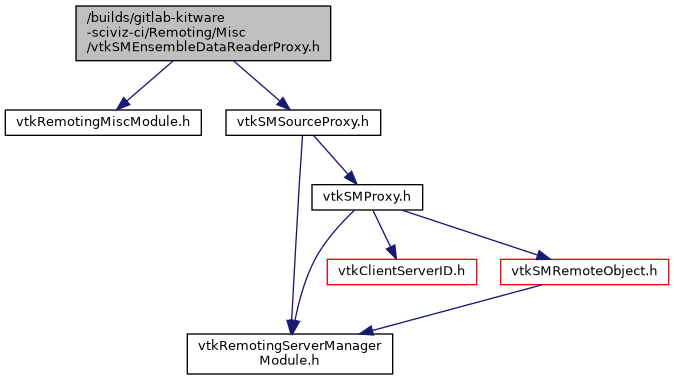 /builds/gitlab-kitware
-sciviz-ci/Remoting/Misc
/vtkSMEnsembleDataReaderProxy.h
vtkRemotingMiscModule.h
vtkSMSourceProxy.h
vtkSMProxy.h
vtkClientServerID.h
vtkSMRemoteObject.h
vtkRemotingServerManager
Module.h